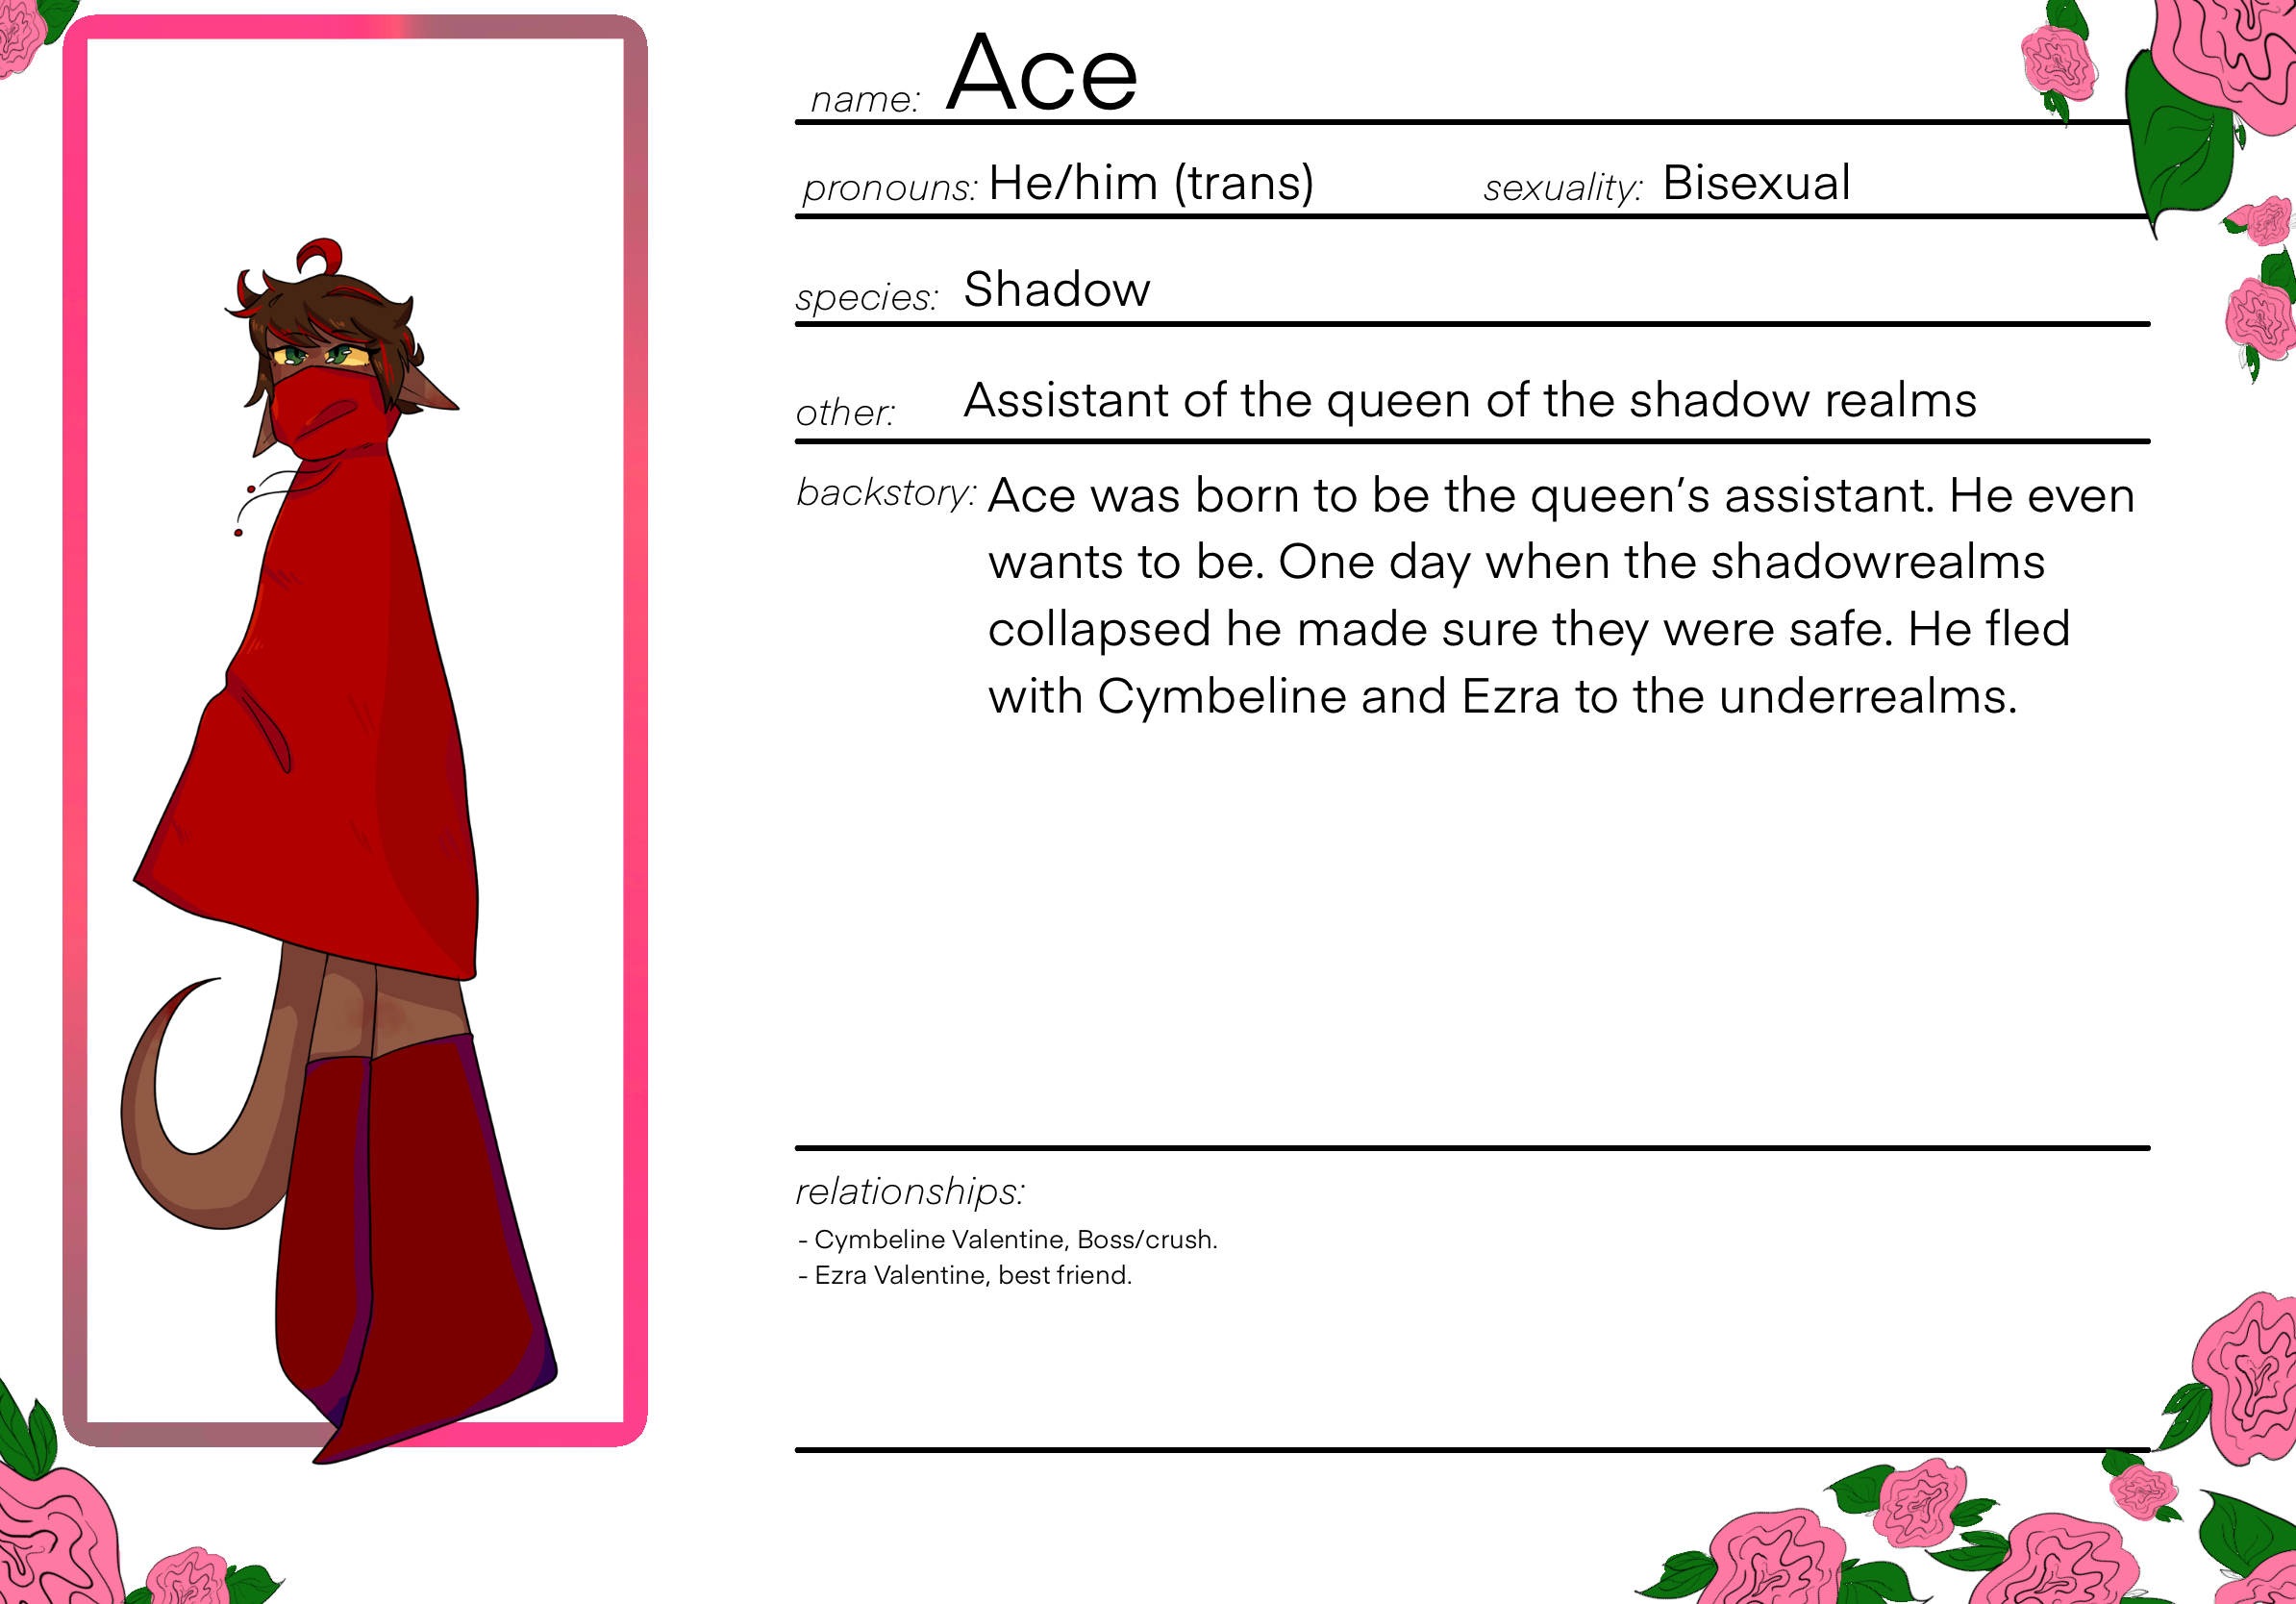 name: Ace
pronouns: He/him (trans) sexuality: Bisexual
species: Shadow
other: Assistant of the queen of the shadow realms
backstory: Ace was born to be the queen’s assistant. He even
wants to be. One day when the shadowrealms
collapsed he made sure they were safe. He fled
with Cymbeline and Ezra to the underrealms.
relationships:
- Cymbeline Valentine, Boss/crush.
- Ezra Valentine, best friend.